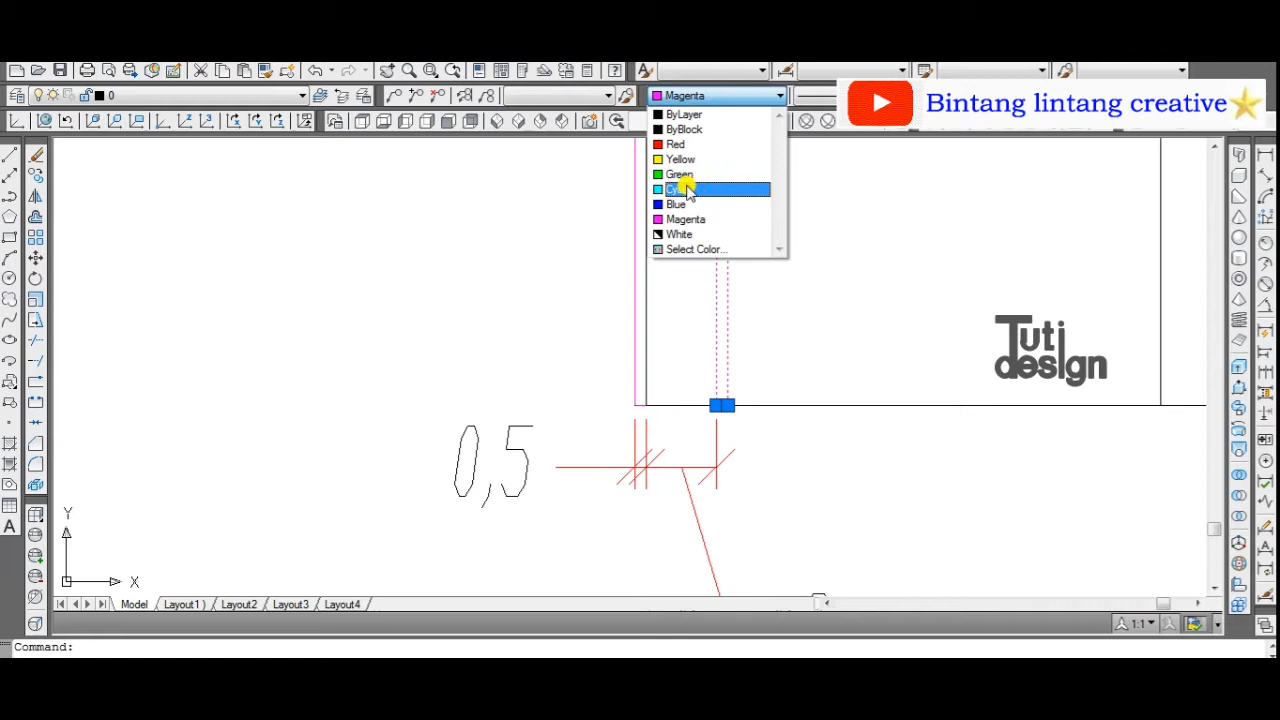 0
Magenta
Bintang lintang creative
ByLayer
ByBlock
Red
Yellow
Green
Blue
Magenta
White
Select Color...
Tuti
design
0,5
Y
X
Model
Layout1 )
Layout2
Layout3
Layout4
1:1
Command: